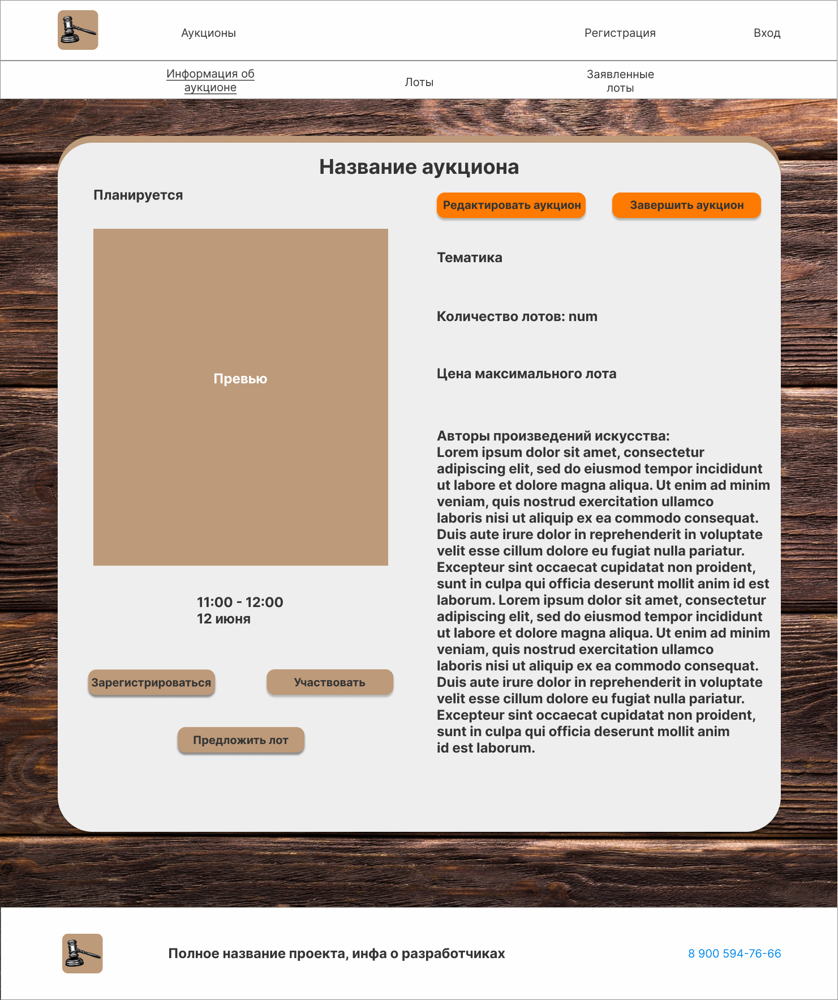 Аукционы
Регистрация
Вход
Информация об
аукционе
Лоты
Заявленные
лоты
Название аукциона
Планируется
Редактировать аукцион
Завершить аукцион
Превью
Тематика
Количество лотов: num
Цена максимального лота
Авторы произведений искусства:
Lorem ipsum dolor sit amet, consectetur
adipiscing elit, sed do eiusmod tempor incididunt
ut labore et dolore magna aliqua. Ut enim ad minim
veniam, quis nostrud exercitation ullamco
laboris nisi ut aliquip ex ea commodo consequat.
Duis aute irure dolor in reprehenderit in voluptate
velit esse cillum dolore eu fugiat nulla pariatur.
Excepteur sint occaecat cupidatat non proident,
sunt in culpa qui officia deserunt mollit anim id est
laborum. Lorem ipsum dolor sit amet, consectetur
adipiscing elit, sed do eiusmod tempor incididunt
ut labore et dolore magna aliqua. Ut enim ad minim
veniam, quis nostrud exercitation ullamco
laboris nisi ut aliquip ex ea commodo consequat.
Duis aute irure dolor in reprehenderit in voluptate
velit esse cillum dolore eu fugiat nulla pariatur.
Excepteur sint occaecat cupidatat non proident,
sunt in culpa qui officia deserunt mollit anim
id est laborum.
11:00 - 12:00
12 июня
Зарегистрироваться
Участвовать
Предложить лот
Полное название проекта, инфа о разработчиках
8 900 594-76-66